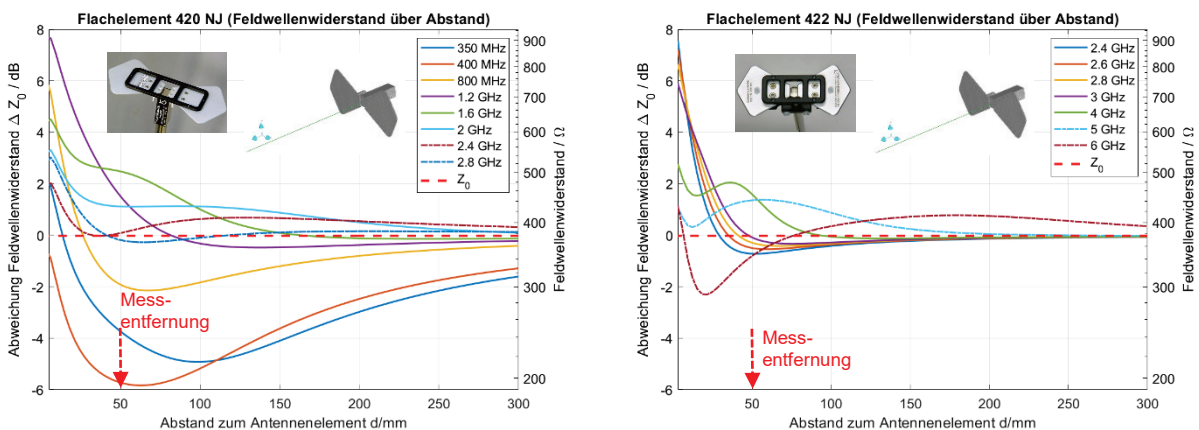 Flachelement 420 NJ (Feldwellenwiderstand über Abstand)
Abweichung Feldwellenwiderstand Δ Z0 / dB
8
6
4
2
0
-2
-4
-6
50
100
150
200
250
300
Abstand zum Antennenelement d/mm
900
800
700
600
500
400
300
200
Feldwellenwiderstand / Ω
350 MHz
400 MHz
800 MHz
1.2 GHz
1.6 GHz
2 GHz
2.4 GHz
2.8 GHz
Z0
Mess-
entfernung
Flachelement 422 NJ (Feldwellenwiderstand über Abstand)
Abweichung Feldwellenwiderstand Δ Z0 / dB
8
6
4
2
0
-2
-4
-6
50
100
150
200
250
300
Abstand zum Antennenelement d/mm
900
800
700
600
500
400
300
200
Feldwellenwiderstand / Ω
2.4 GHz
2.6 GHz
2.8 GHz
3 GHz
4 GHz
5 GHz
6 GHz
Z0
Mess-
entfernung